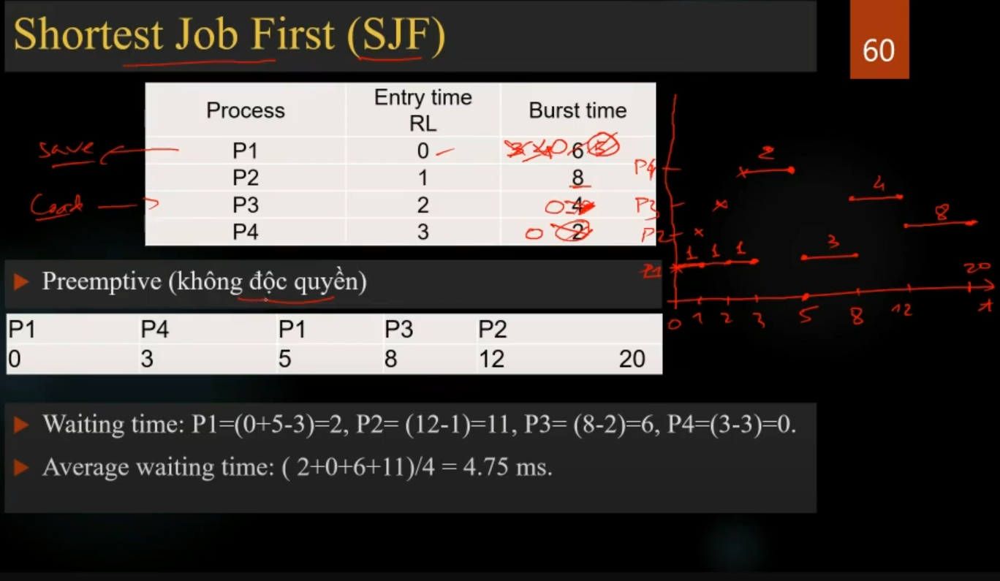 Shortest Job First (SJF)
60
Process Entry time RL Burst time
P1 0 6
P2 1 8
P3 2 4
P4 3 2
save
0
0
0
Preemptive (không độc quyền)
P1 P4 P1 P3 P2
0 3 5 8 12 20
Waiting time: P1=(0+5-3)=2, P2= (12-1)=11, P3= (8-2)=6, P4=(3-3)=0.
Average waiting time: ( 2+0+6+11)/4 = 4.75 ms.
P4 2
P3 4
P2 8
P1 1 1 1 3
20
0 1 2 3 5 8 12